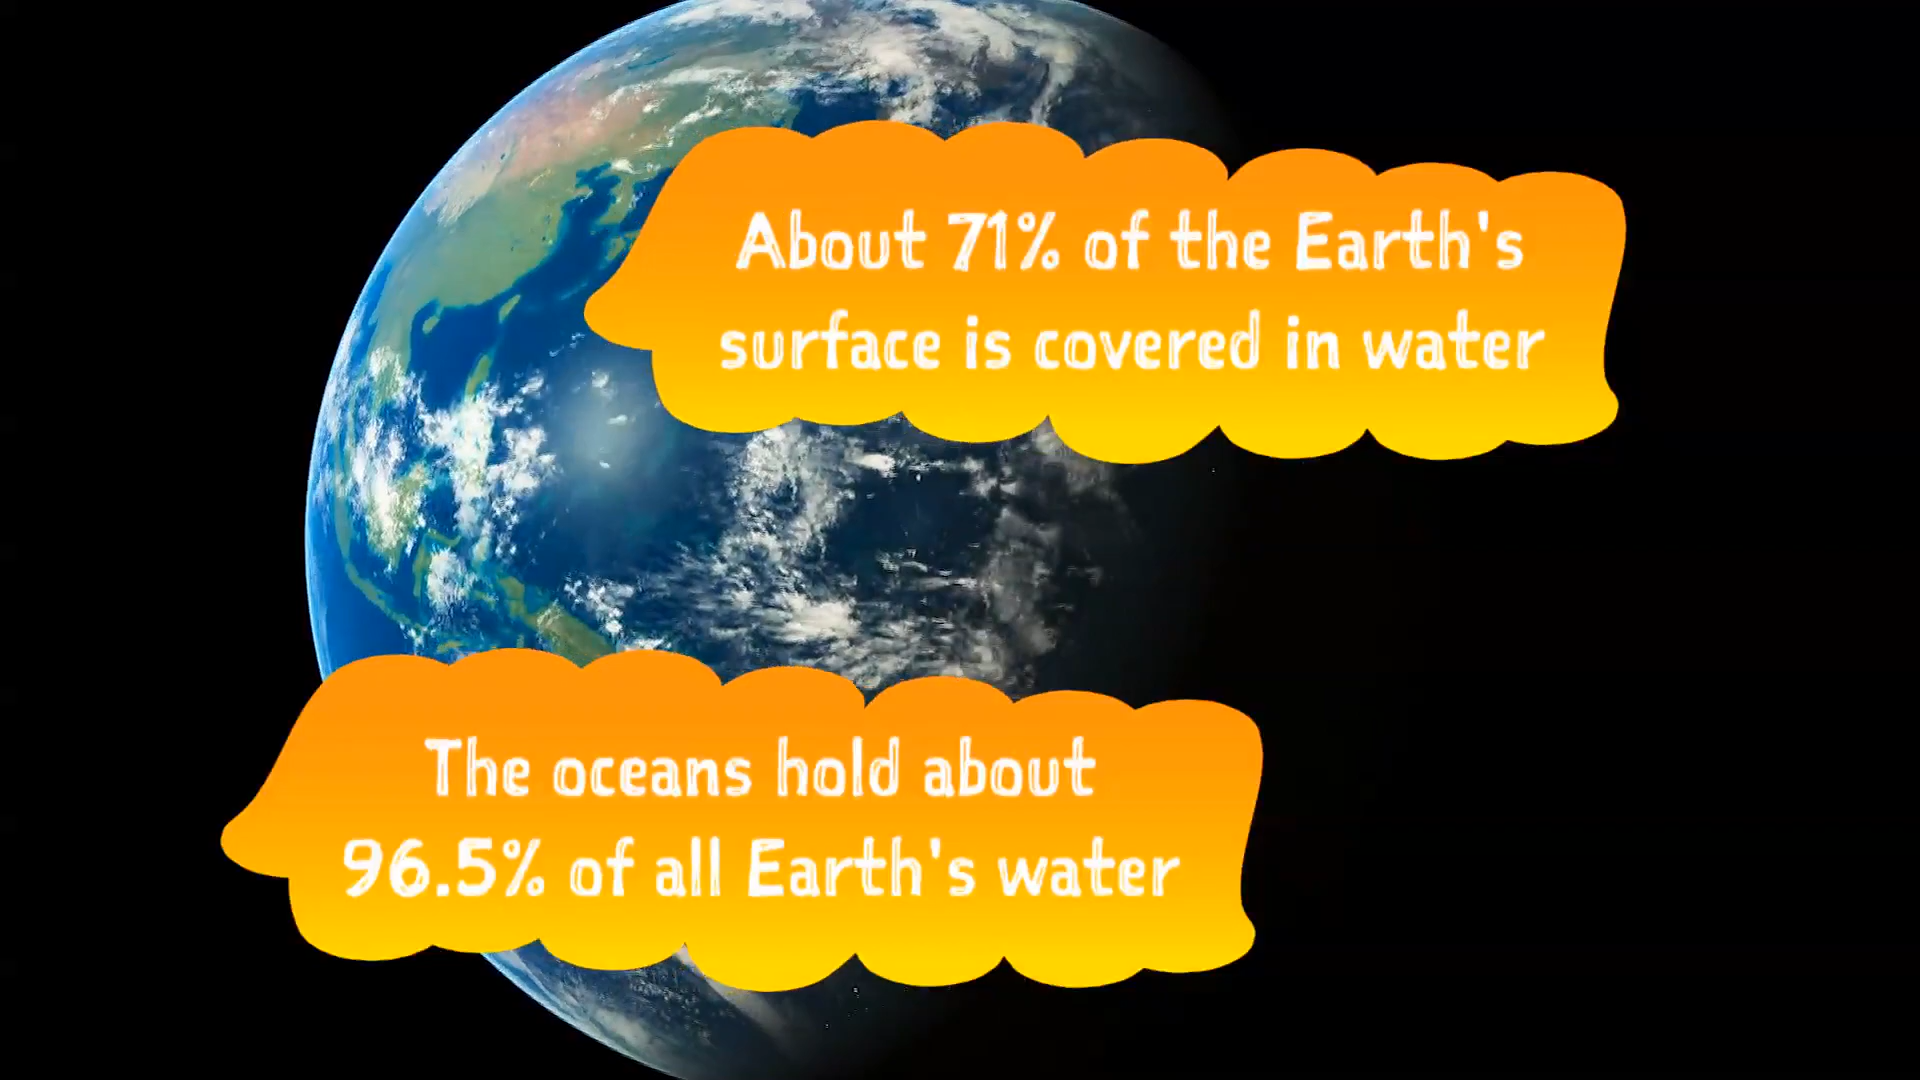 About 71% of the Earth's
surface is covered in water
The oceans hold about
96.5% of all Earth's water